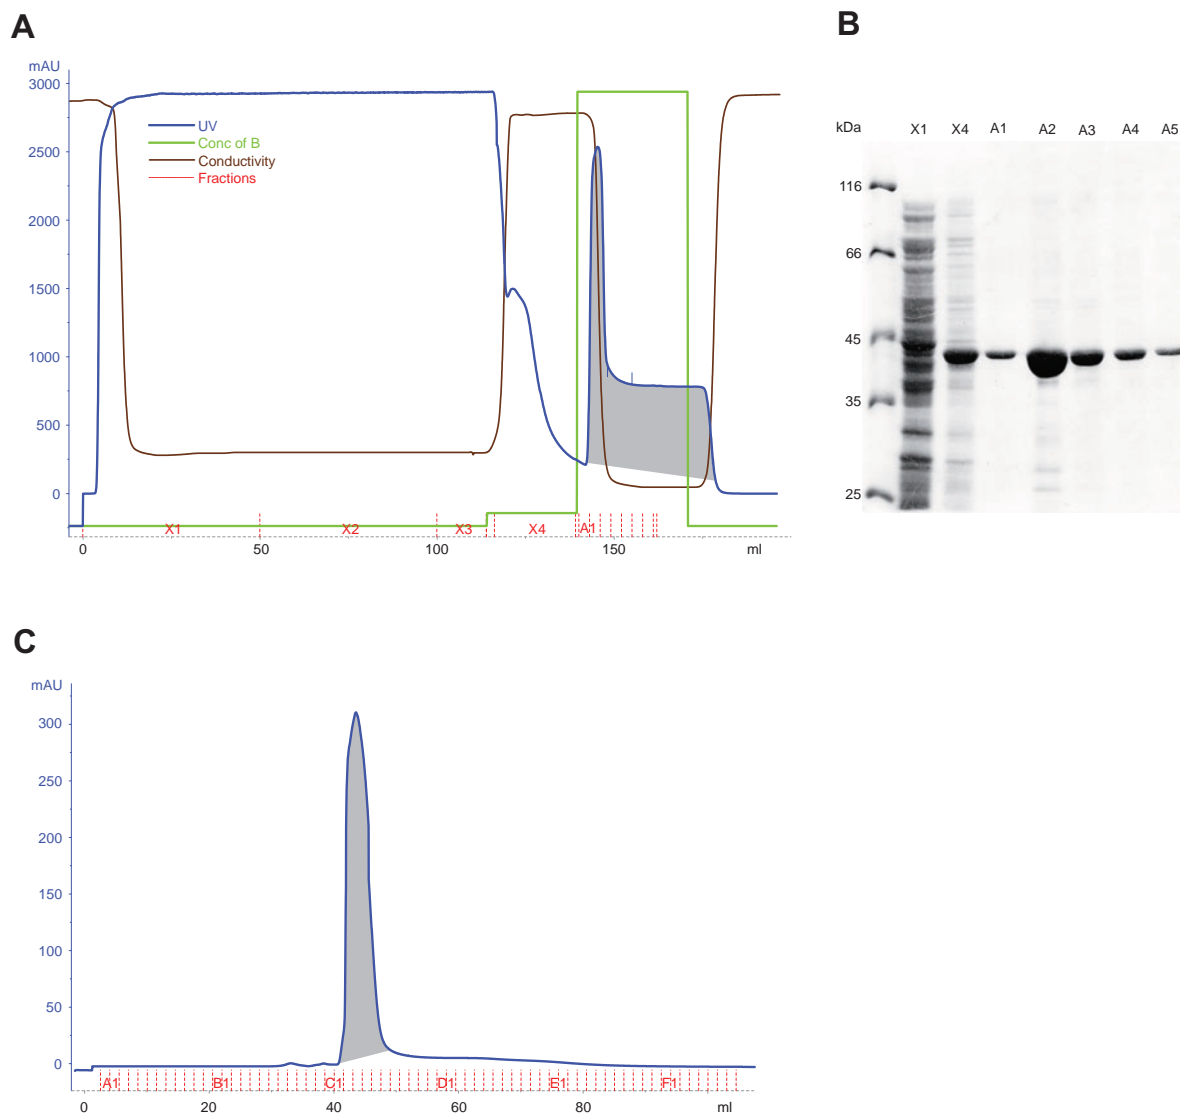 A
mAU
3000
2500
2000
1500
1000
500
0
UV
Conc of B
Conductivity
Fractions
X1 X2 X3 X4 A1
0 50 100 150 ml
B
kDa X1 X4 A1 A2 A3 A4 A5
116
66
45
35
25
C
mAU
300
250
200
150
100
50
0
A1 B1 C1 D1 E1 F1
0 20 40 60 80 ml